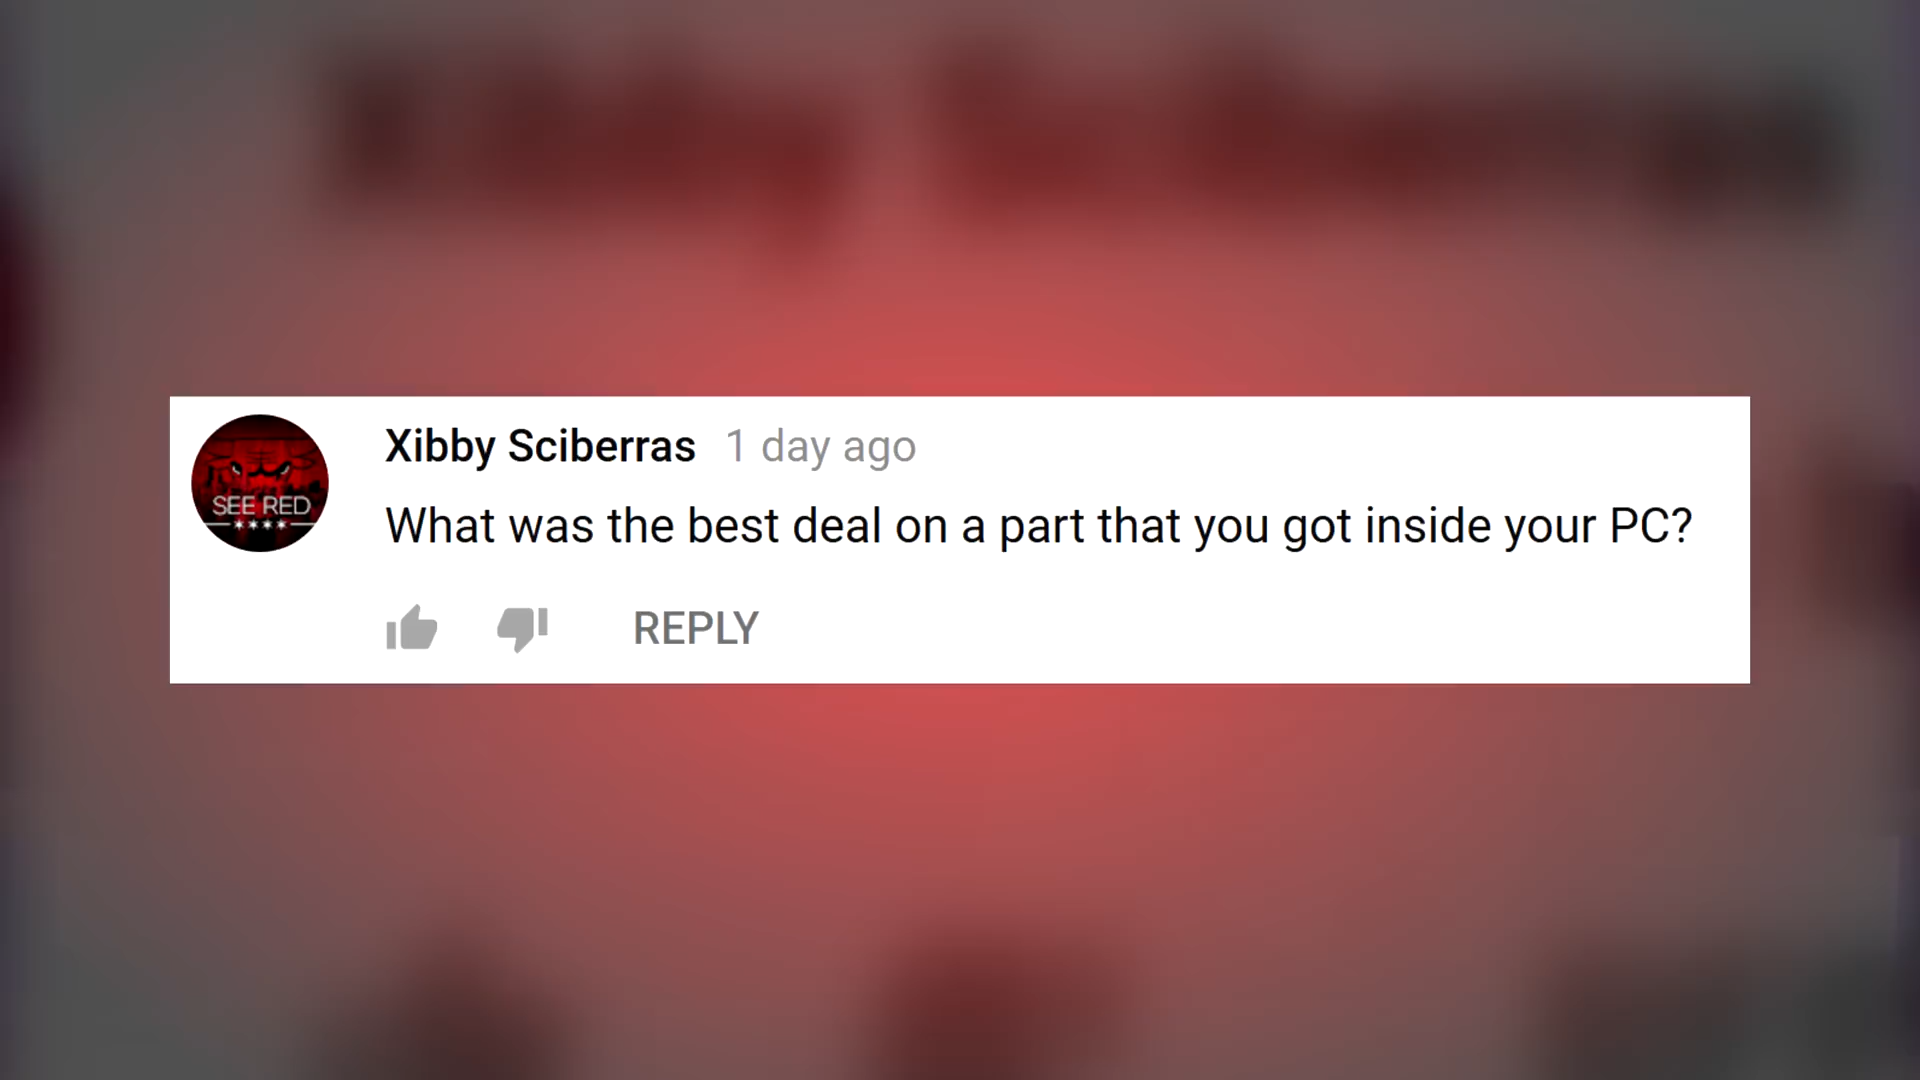 Xibby Sciberras 1 day ago
SEE RED
What was the best deal on a part that you got inside your PC?
REPLY